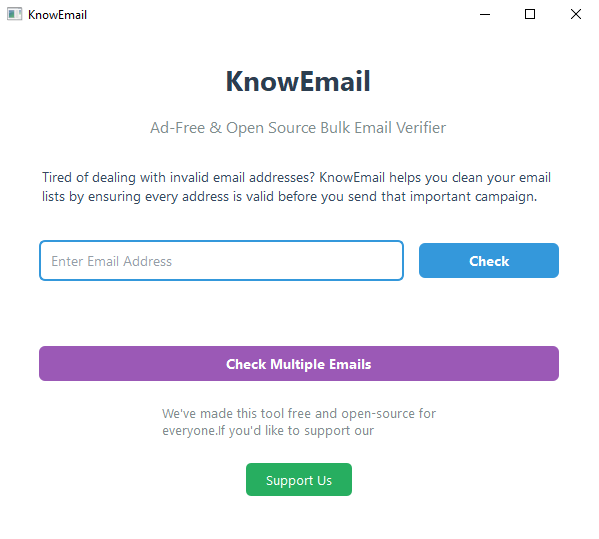 KnowEmail
KnowEmail
Ad-Free & Open Source Bulk Email Verifier
Tired of dealing with invalid email addresses? KnowEmail helps you clean your email
lists by ensuring every address is valid before you send that important campaign.
Enter Email Address
Check
Check Multiple Emails
We've made this tool free and open-source for
everyone.If you'd like to support our
Support Us